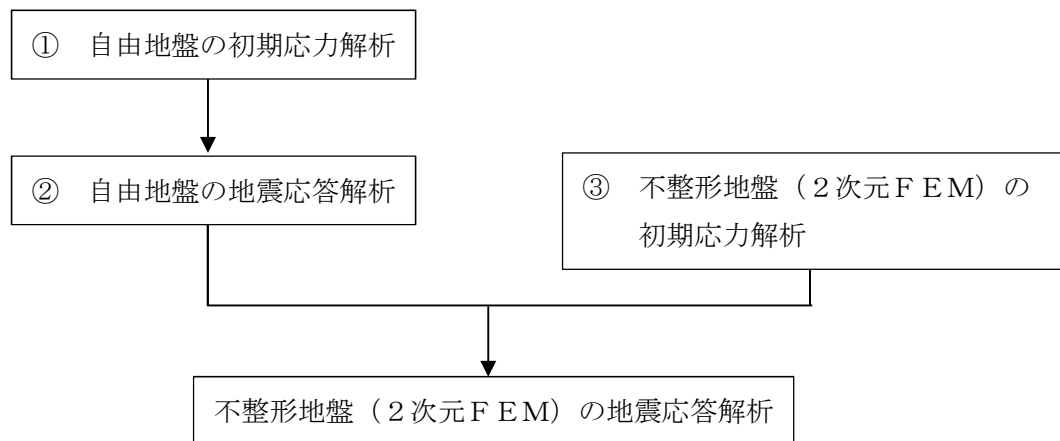 ① 自由地盤の初期応力解析
② 自由地盤の地震応答解析
③ 不整形地盤（２次元ＦＥＭ）の
初期応力解析
不整形地盤（２次元ＦＥＭ）の地震応答解析